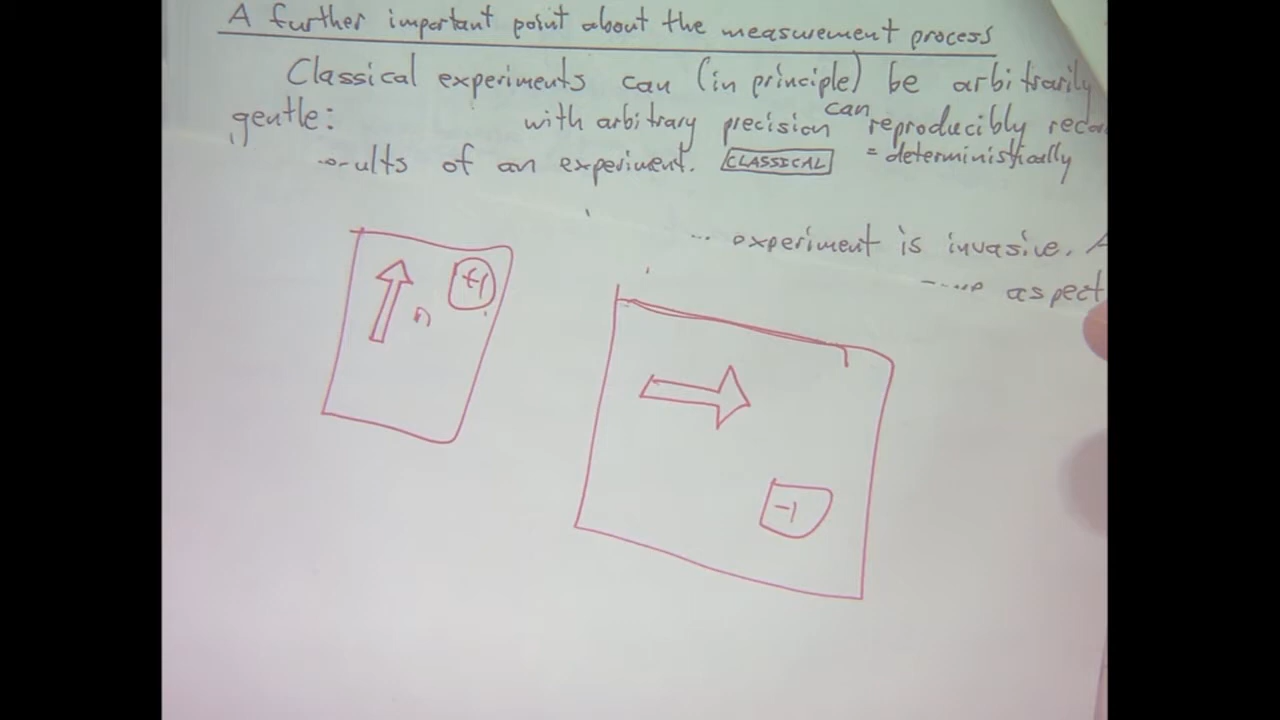 A further important point about the measurement process
Classical experiments can (in principle) be arbitrarily
gentle: with arbitrary precision can reproducibly
of an experiment. CLASSICAL = deterministically
+1
n
experiment is invasive.
aspect
-1